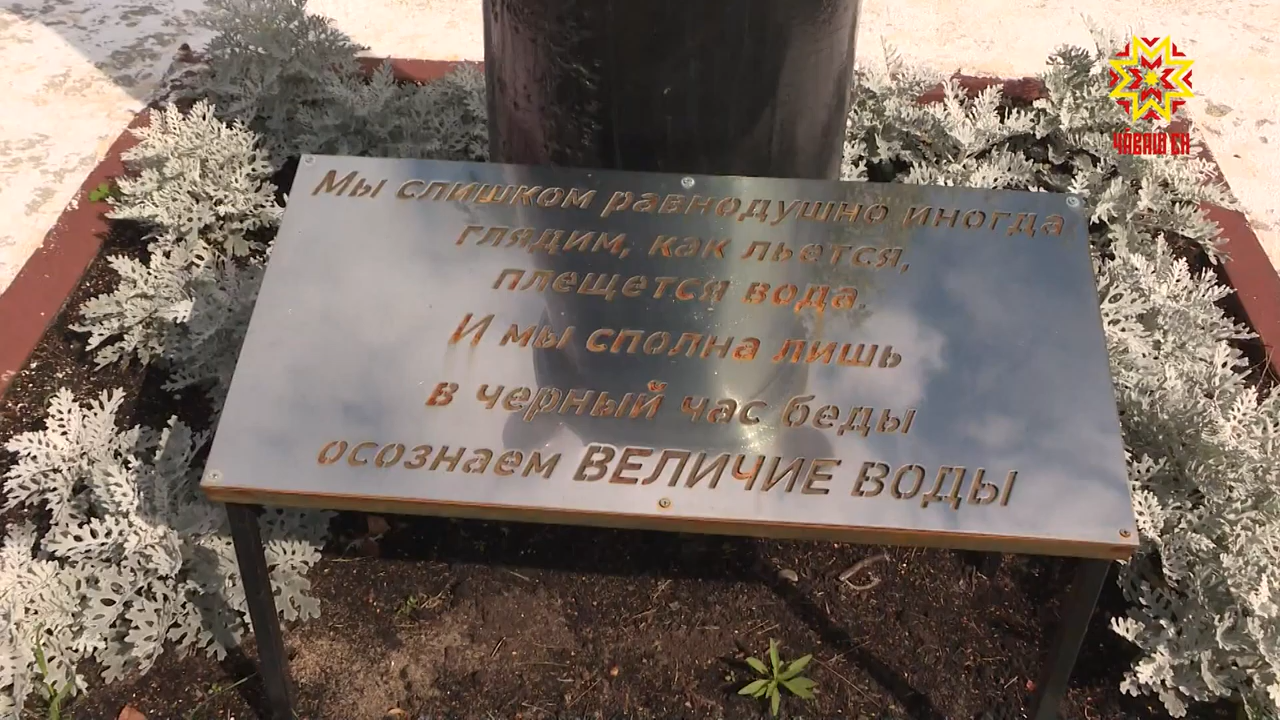 ЧӐВАШ ЕН
Мы слишком равнодушно иногда
глядим, как льется,
плещется вода.
И мы сполна лишь
в черный час беды
осознаем ВЕЛИЧИЕ ВОДЫ